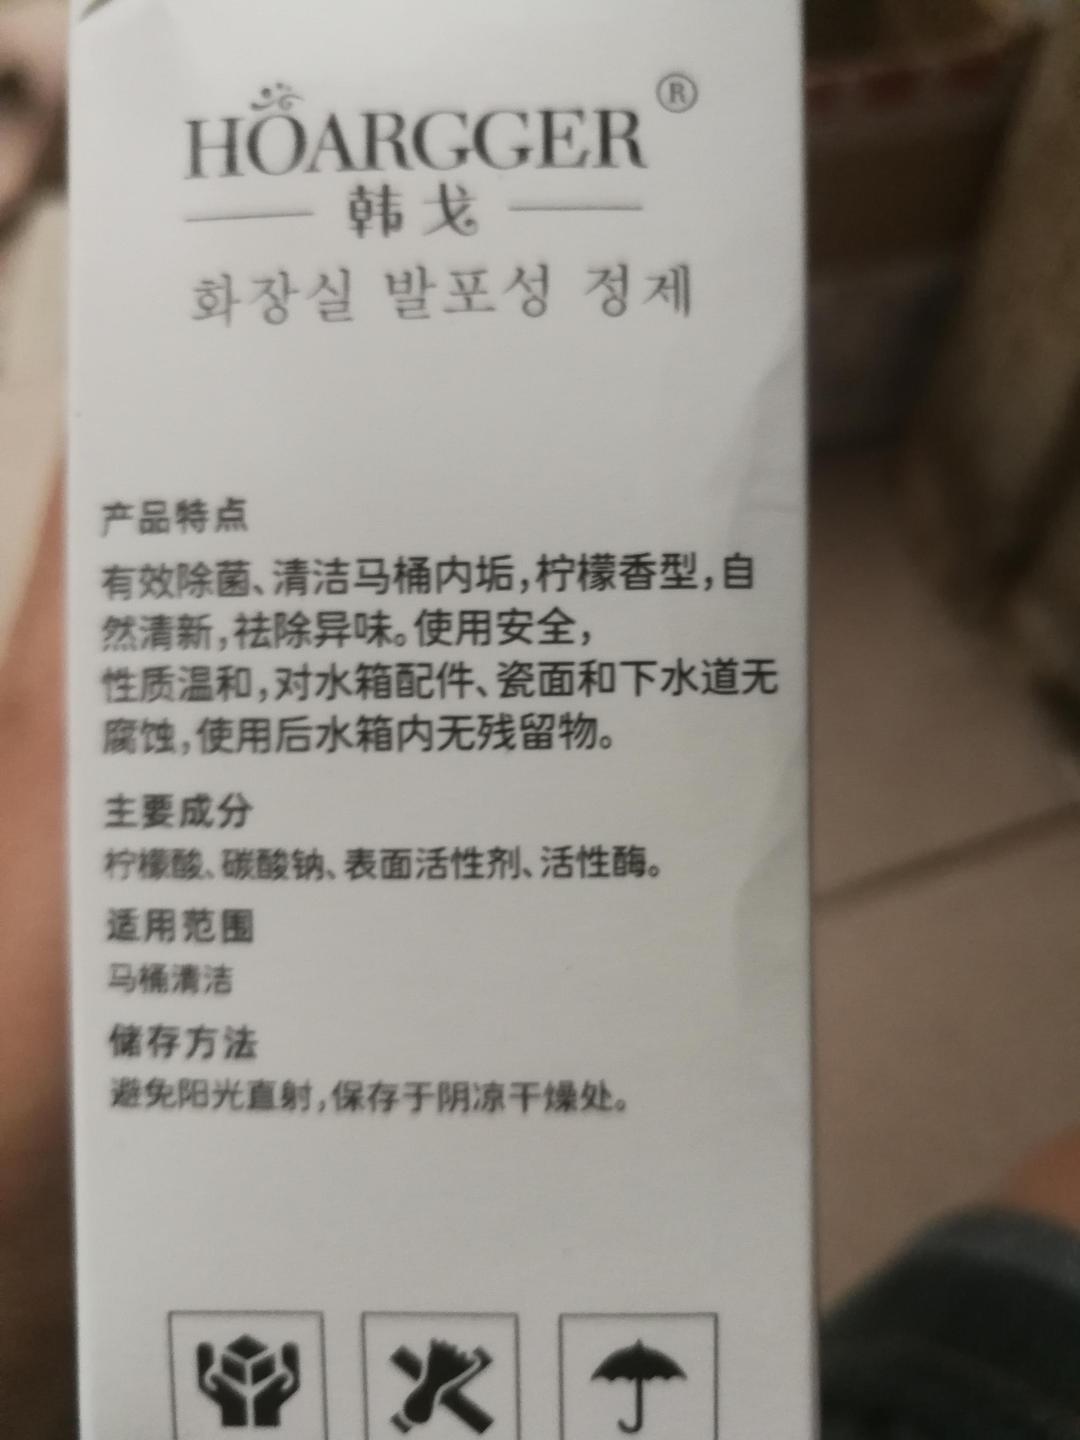 HOARGGER®
韩戈
화장실 발포성 정제
产品特点
有效除菌、清洁马桶内垢,柠檬香型,自
然清新,祛除异味。使用安全,
性质温和,对水箱配件、瓷面和下水道无
腐蚀,使用后水箱内无残留物。
主要成分
柠檬酸、碳酸钠、表面活性剂、活性酶。
适用范围
马桶清洁
储存方法
避免阳光直射,保存于阴凉干燥处。